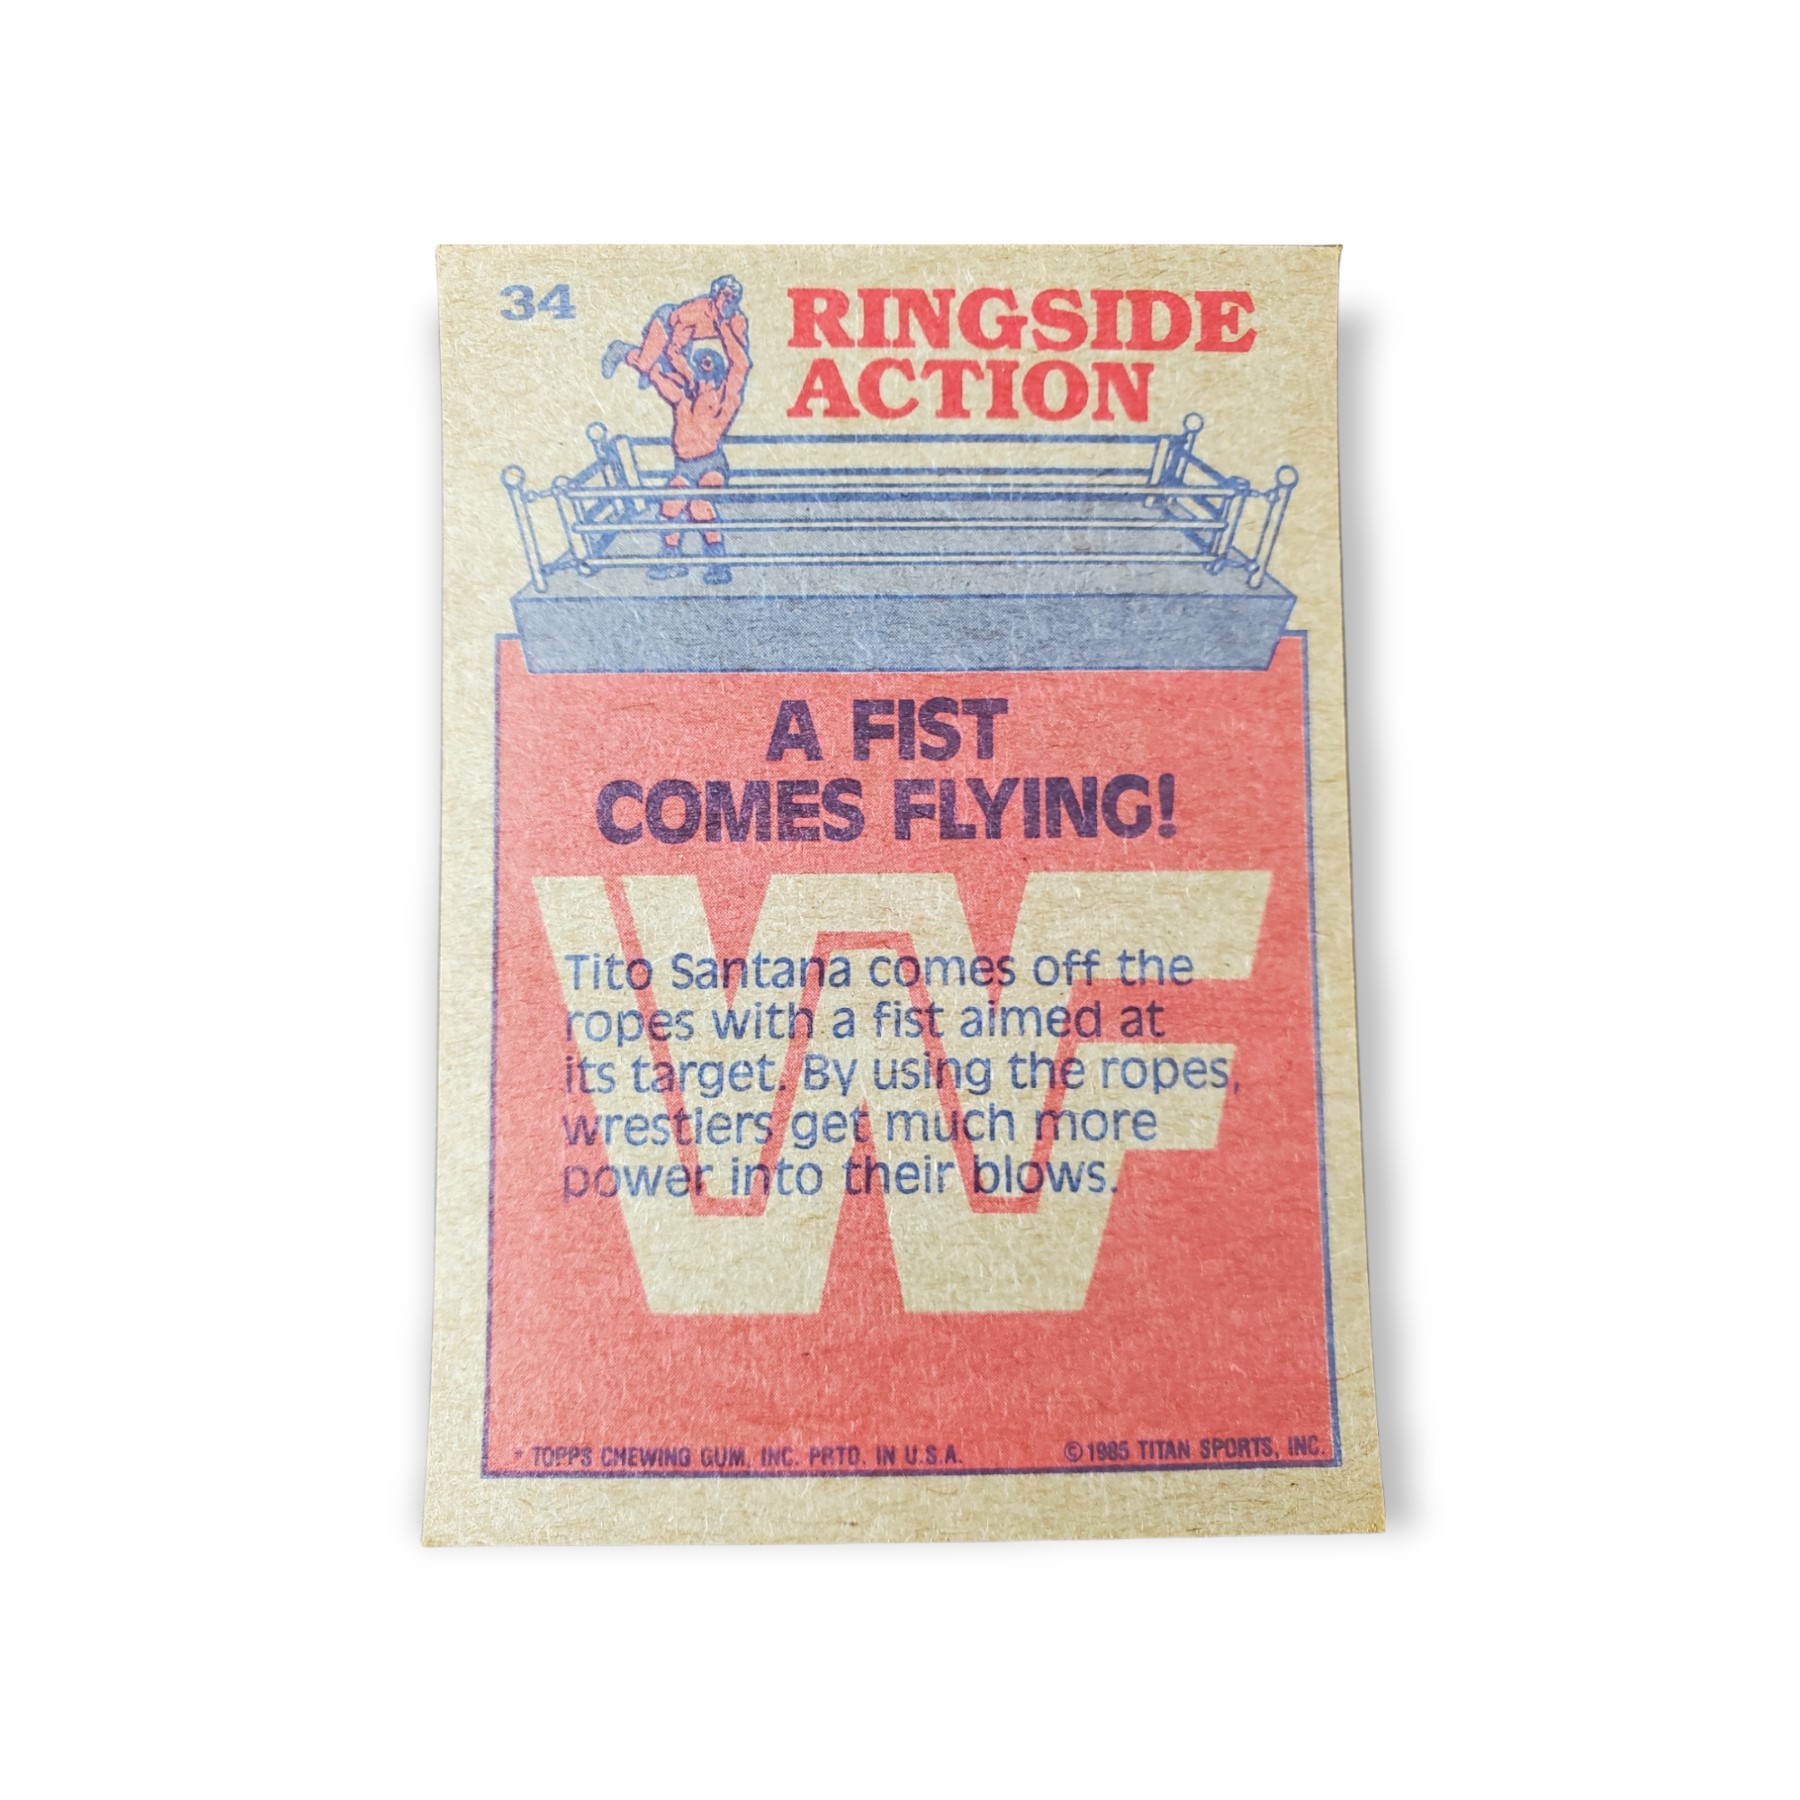 34
RINGSIDE
ACTION
A FIST
COMES FLYING!
WF
Tito Santana comes off the
ropes with a fist aimed at
its target. By using the ropes,
wrestlers get much more
power into their blows.
* TOPPS CHEWING GUM, INC. PRTD. IN U.S.A.
©1985 TITAN SPORTS, INC.